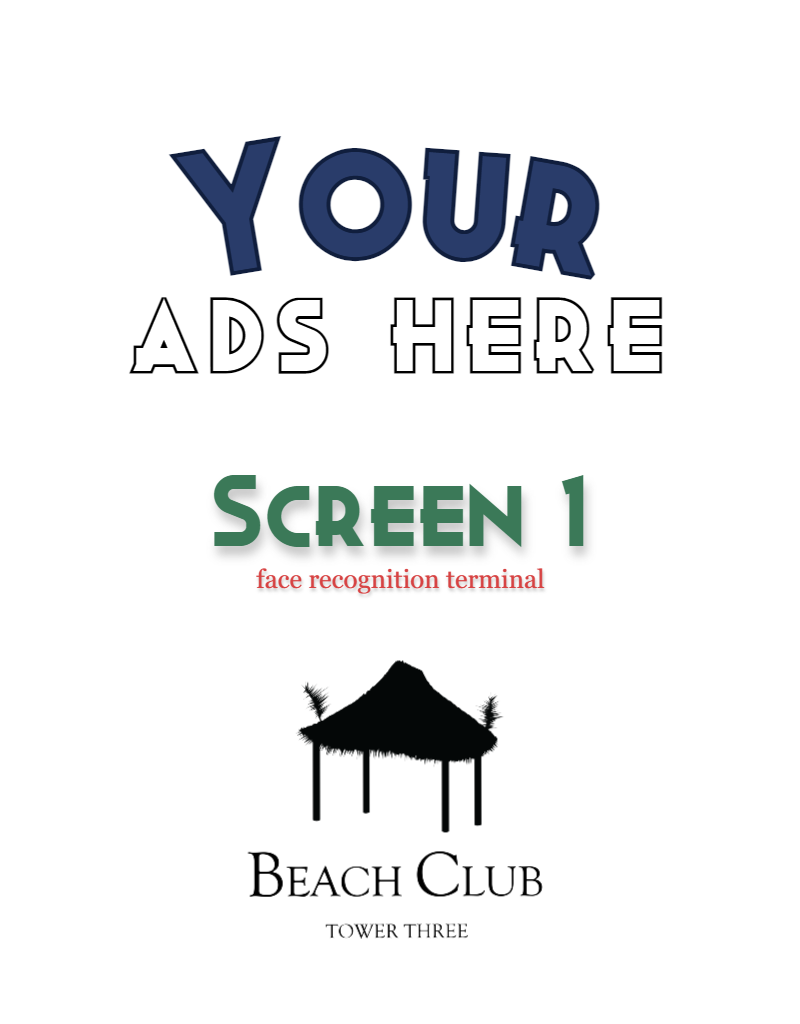 YOUR
ADS HERE
SCREEN 1
face recognition terminal
BEACH CLUB
TOWER THREE